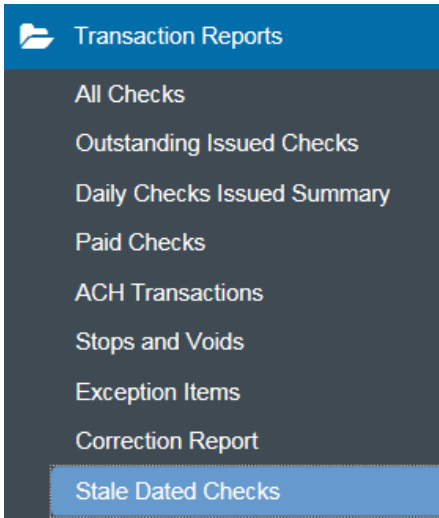 Transaction Reports
All Checks
Outstanding Issued Checks
Daily Checks Issued Summary
Paid Checks
ACH Transactions
Stops and Voids
Exception Items
Correction Report
Stale Dated Checks